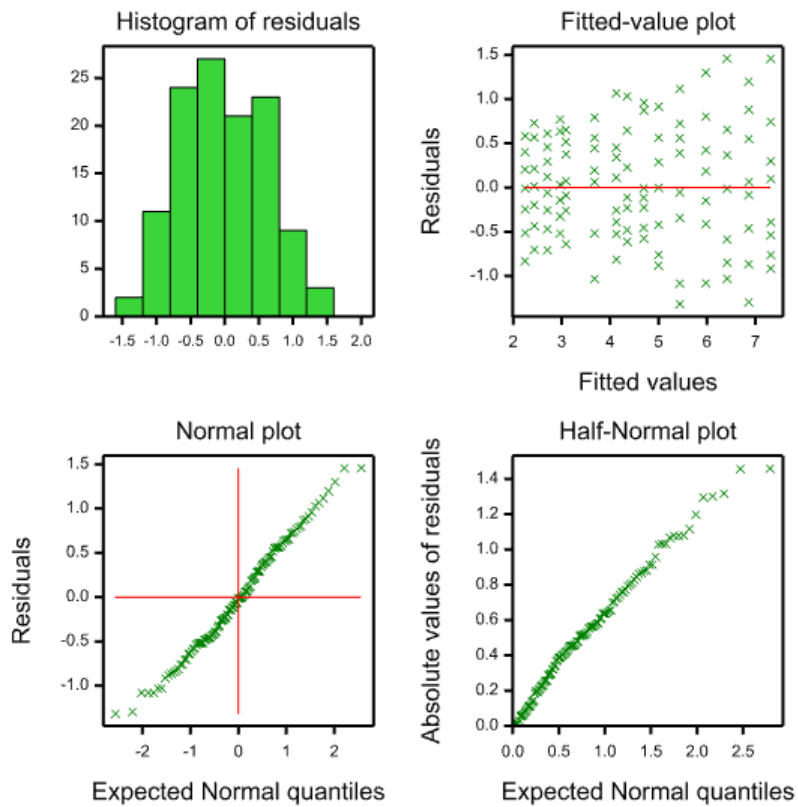 Histogram of residuals
25
20
15
10
5
0
-1.5 -1.0 -0.5 0.0 0.5 1.0 1.5 2.0
Fitted-value plot
Residuals
1.5
1.0
0.5
0.0
-0.5
-1.0
2 3 4 5 6 7
Fitted values
Normal plot
Residuals
1.5
1.0
0.5
0.0
-0.5
-1.0
-2 -1 0 1 2
Expected Normal quantiles
Half-Normal plot
Absolute values of residuals
1.4
1.2
1.0
0.8
0.6
0.4
0.2
0.0
0.0 0.5 1.0 1.5 2.0 2.5
Expected Normal quantiles